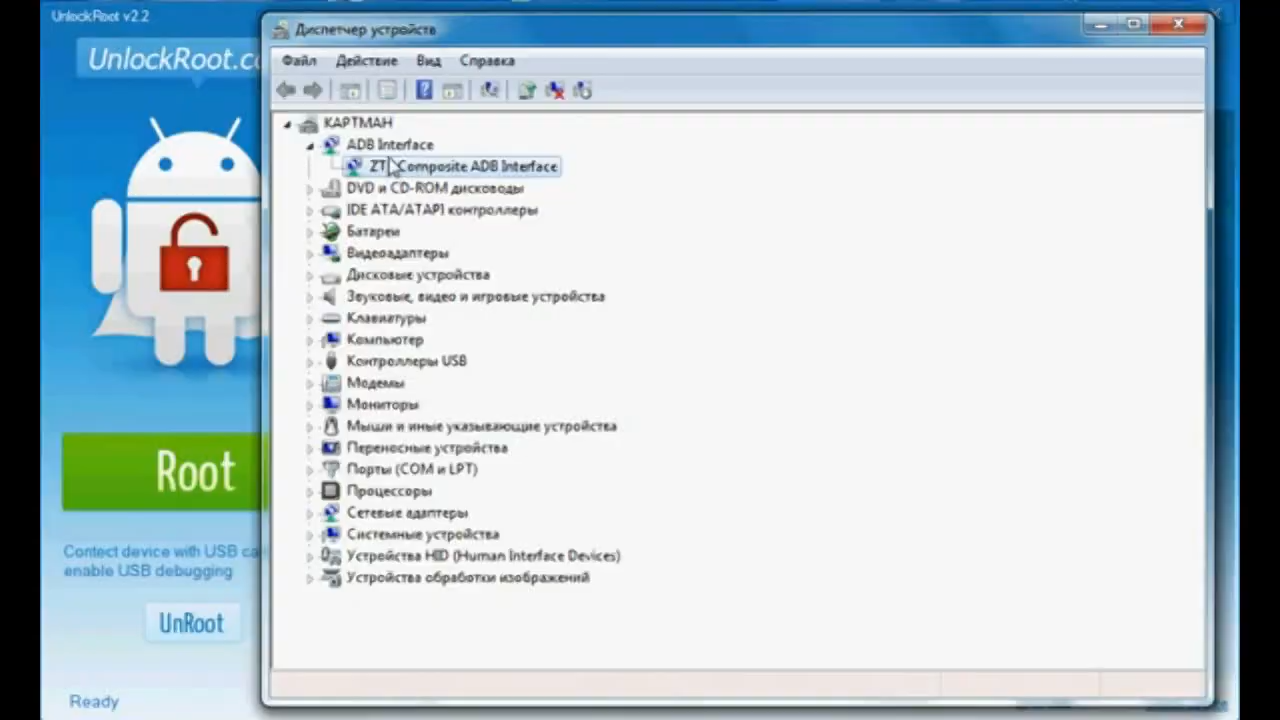 UnlockRoot v2.2
UnlockRoot.co
Root
Contect device with USB ca
enable USB debugging
UnRoot
Ready
Диспетчер устройств
Файл Действие Вид Справка
КАРТМАН
ADB Interface
ZT Composite ADB Interface
DVD и CD-ROM дисководы
IDE ATA/ATAPI контроллеры
Батареи
Видеоадаптеры
Дисковые устройства
Звуковые, видео и игровые устройства
Клавиатуры
Компьютер
Контроллеры USB
Модемы
Мониторы
Мыши и иные указывающие устройства
Переносные устройства
Порты (COM и LPT)
Процессоры
Сетевые адаптеры
Системные устройства
Устройства HID (Human Interface Devices)
Устройства обработки изображений